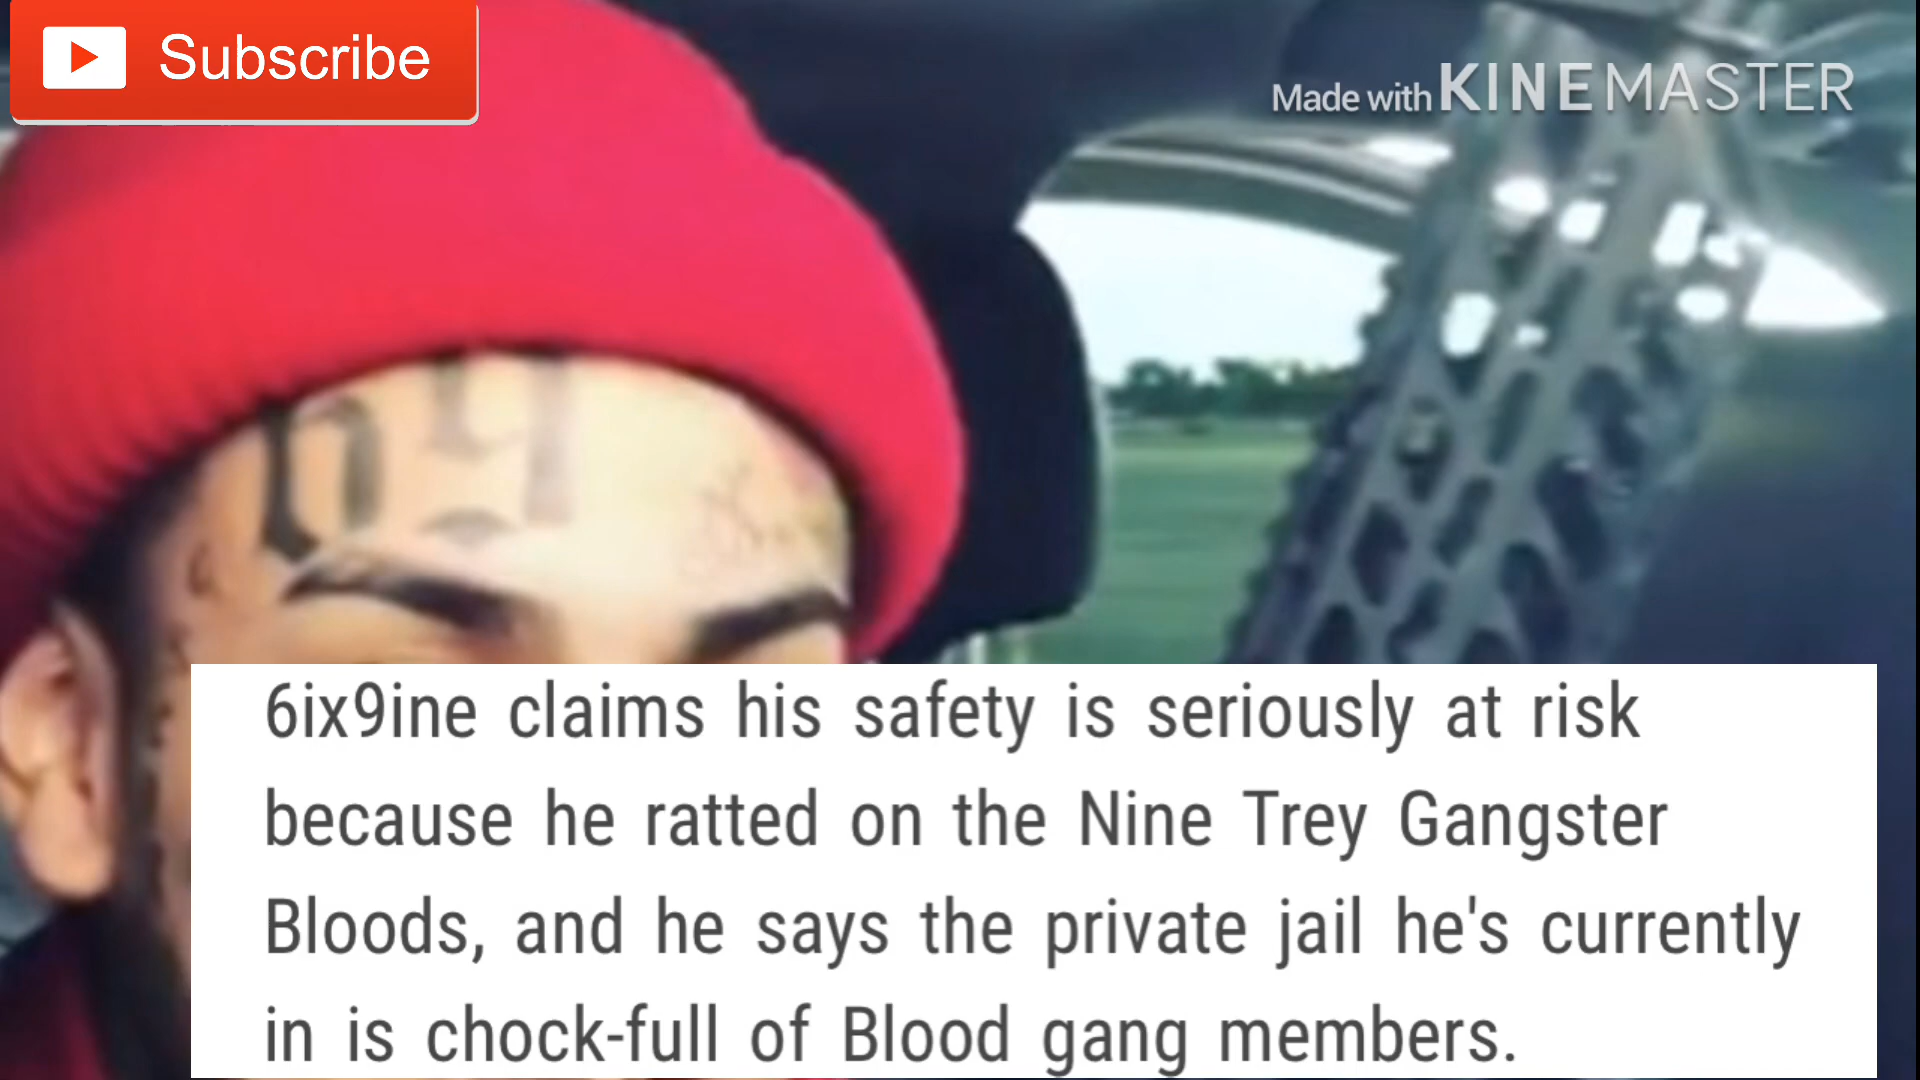 Subscribe
Made with KINEMASTER
69
6ix9ine claims his safety is seriously at risk
because he ratted on the Nine Trey Gangster
Bloods, and he says the private jail he's currently
in is chock-full of Blood gang members.